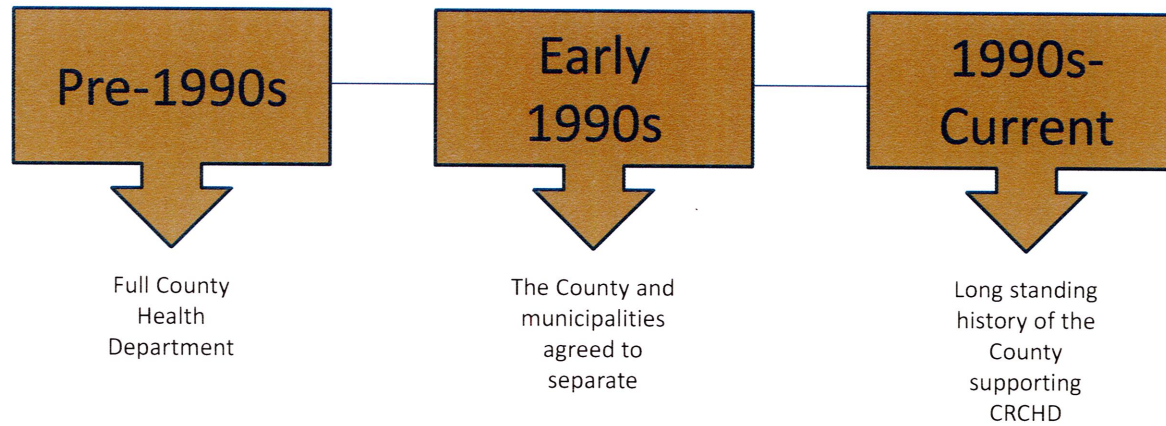 Pre-1990s
Full County
Health
Department
Early
1990s
The County and
municipalities
agreed to
separate
1990s-
Current
Long standing
history of the
County
supporting
CRCHD